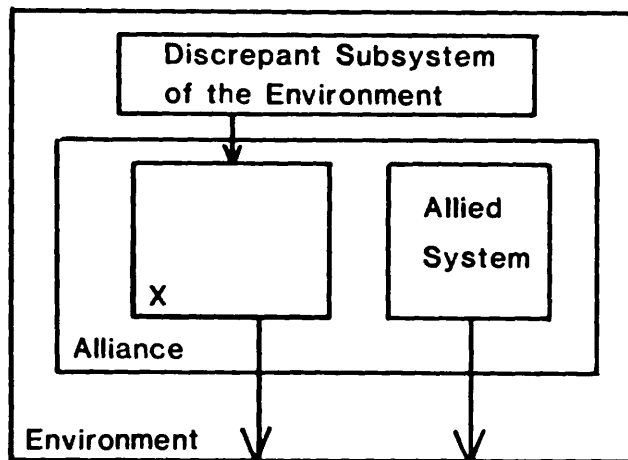 Discrepant Subsystem
of the Environment
Allied
System
X
Alliance
Environment